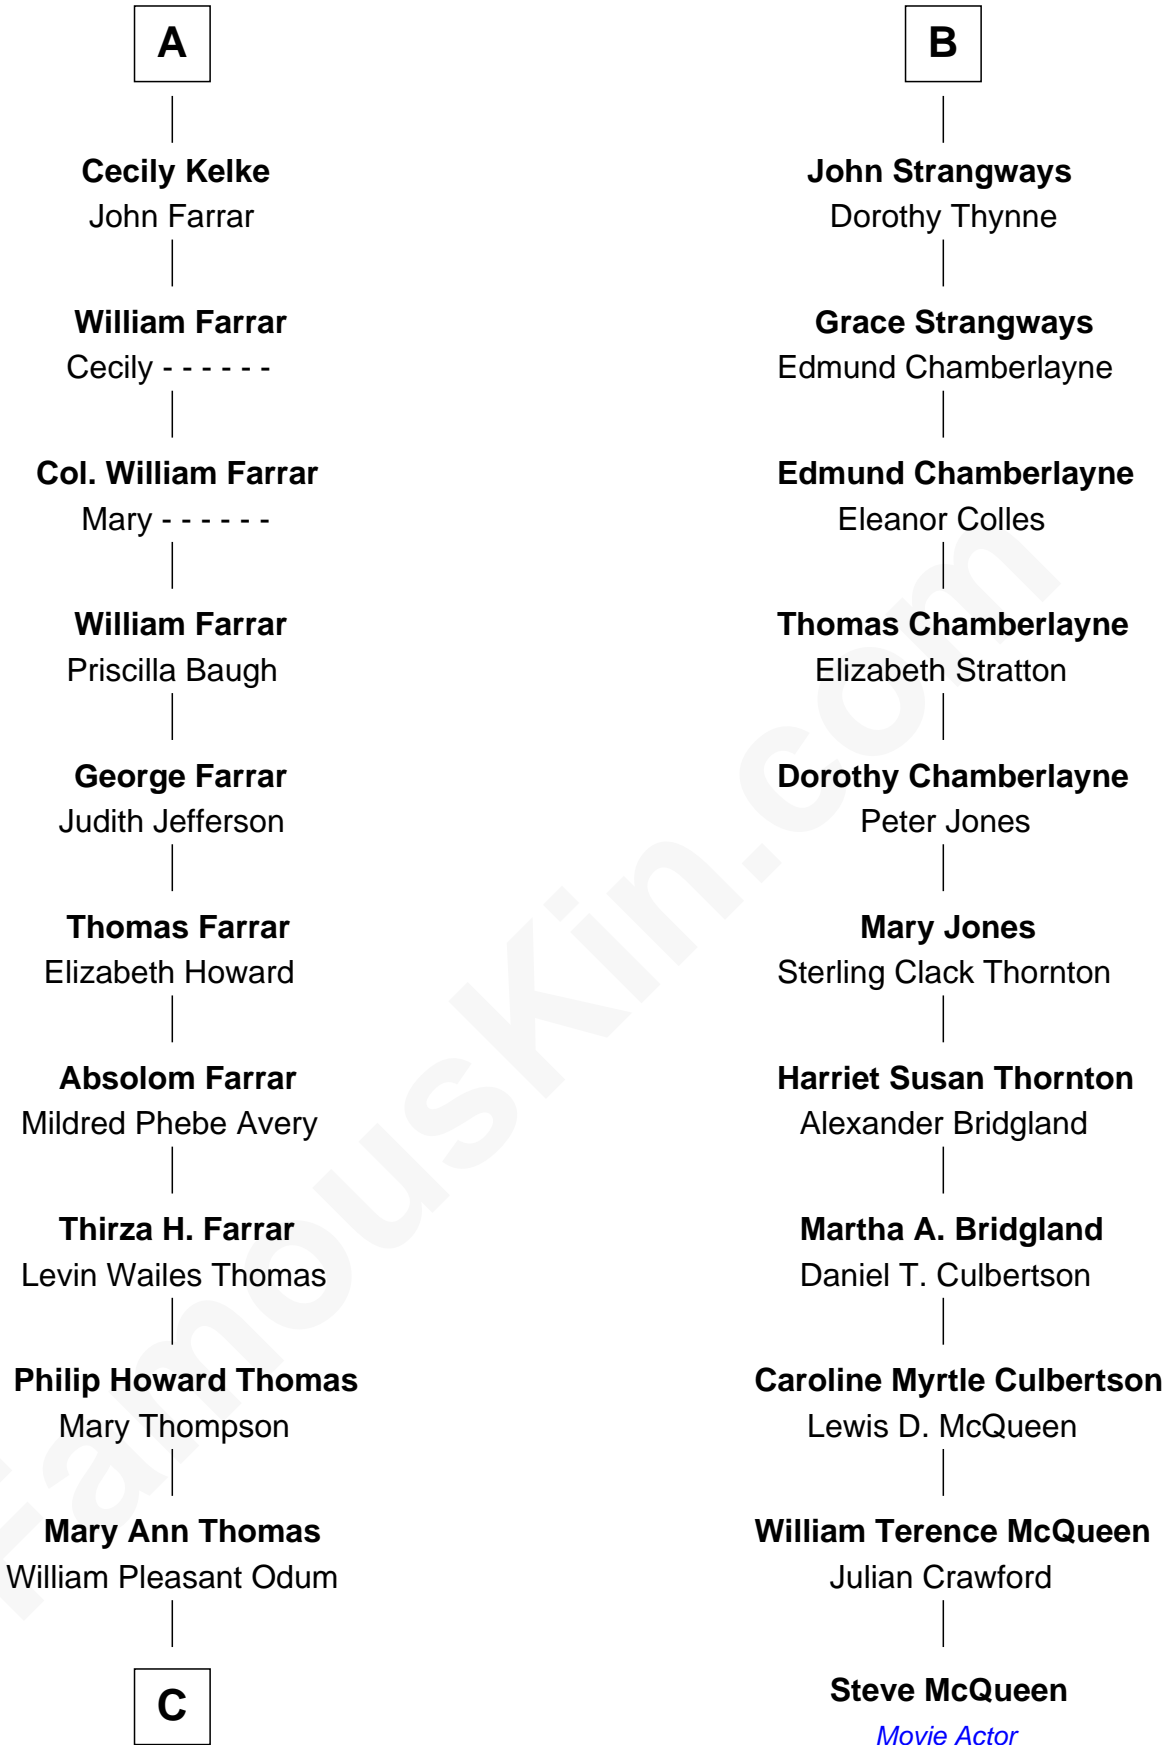 A
Cecily Kelke
John Farrar
William Farrar
Cecily - - - - - -
Col. William Farrar
Mary - - - - - -
William Farrar
Priscilla Baugh
George Farrar
Judith Jefferson
Thomas Farrar
Elizabeth Howard
Absolom Farrar
Mildred Phebe Avery
Thirza H. Farrar
Levin Wailes Thomas
Philip Howard Thomas
Mary Thompson
Mary Ann Thomas
William Pleasant Odum
C
B
John Strangways
Dorothy Thynne
Grace Strangways
Edmund Chamberlayne
Edmund Chamberlayne
Eleanor Colles
Thomas Chamberlayne
Elizabeth Stratton
Dorothy Chamberlayne
Peter Jones
Mary Jones
Sterling Clack Thornton
Harriet Susan Thornton
Alexander Bridgland
Martha A. Bridgland
Daniel T. Culbertson
Caroline Myrtle Culbertson
Lewis D. McQueen
William Terence McQueen
Julian Crawford
Steve McQueen
Movie Actor
FamousKin.com